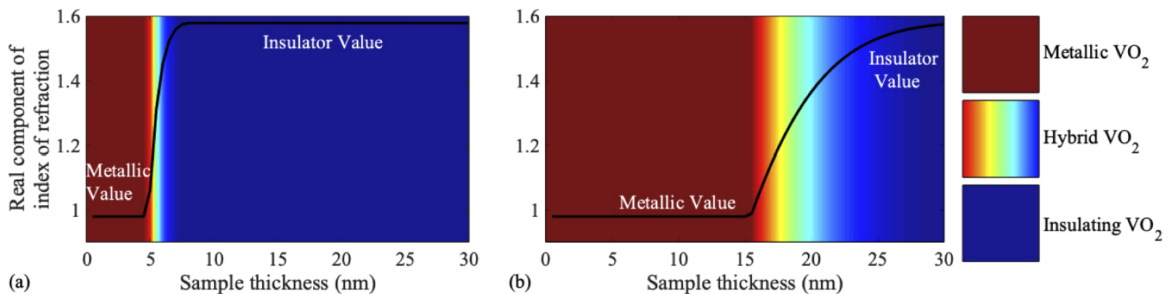 Real component of
index of refraction
1.6
1.4
1.2
1
Insulator Value
Metallic
Value
0 5 10 15 20 25 30
(a) Sample thickness (nm)
1.6
1.4
1.2
1
Insulator
Value
Metallic Value
0 5 10 15 20 25 30
(b) Sample thickness (nm)
Metallic VO₂
Hybrid VO₂
Insulating VO₂